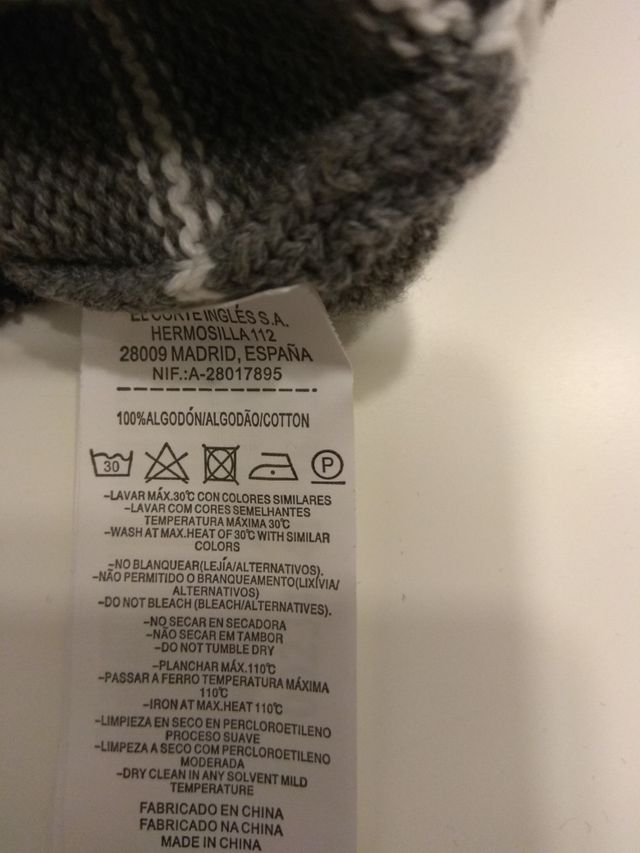 EL CORTE INGLÉS S.A.
HERMOSILLA 112
28009 MADRID, ESPAÑA
NIF.:A-28017895
100%ALGODÓN/ALGODÃO/COTTON
30 P
-LAVAR MÁX.30℃ CON COLORES SIMILARES
-LAVAR COM CORES SEMELHANTES
TEMPERATURA MÁXIMA 30℃
-WASH AT MAX.HEAT OF 30℃ WITH SIMILAR
COLORS
-NO BLANQUEAR(LEJÍA/ALTERNATIVOS).
-NÃO PERMITIDO O BRANQUEAMENTO(LIXÍVIA/
ALTERNATIVOS)
-DO NOT BLEACH (BLEACH/ALTERNATIVES).
-NO SECAR EN SECADORA
-NÃO SECAR EM TAMBOR
-DO NOT TUMBLE DRY
-PLANCHAR MÁX.110℃
-PASSAR A FERRO TEMPERATURA MÁXIMA
110℃
-IRON AT MAX.HEAT 110℃
-LIMPIEZA EN SECO EN PERCLOROETILENO
PROCESO SUAVE
-LIMPEZA A SECO COM PERCLOROETILENO
MODERADA
-DRY CLEAN IN ANY SOLVENT MILD
TEMPERATURE
FABRICADO EN CHINA
FABRICADO NA CHINA
MADE IN CHINA